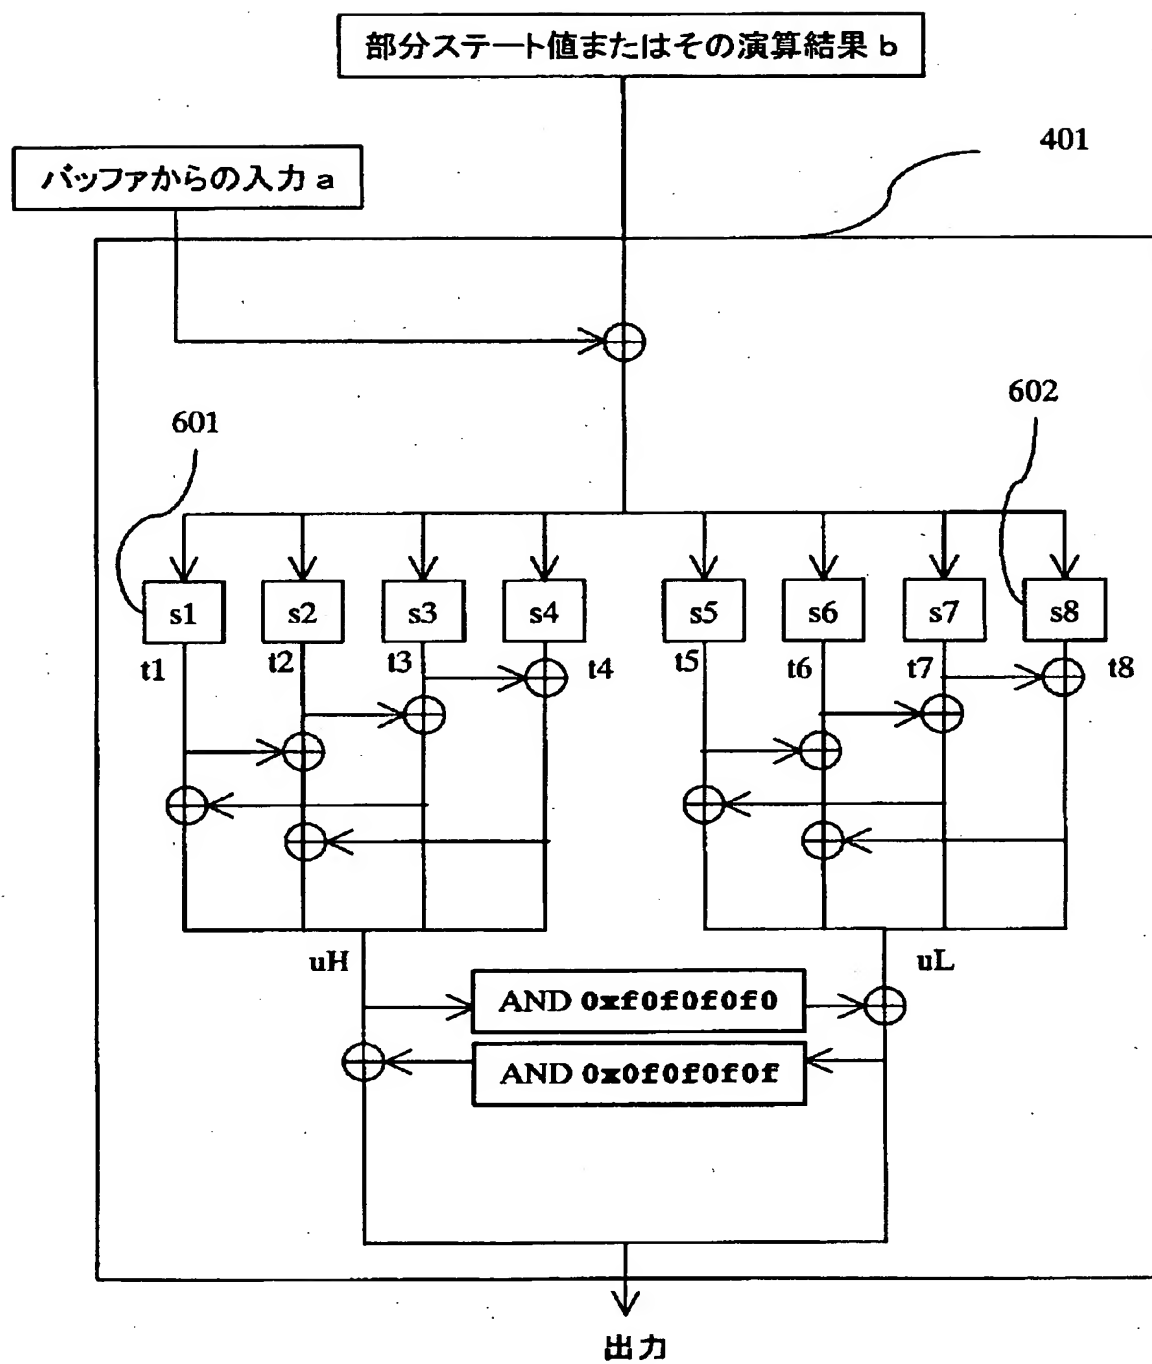 部分ステート値またはその演算結果 b
401
バッファからの入力 a
601
602
s1 s2 s3 s4 s5 s6 s7 s8
t1 t2 t3 t4 t5 t6 t7 t8
uH uL
AND 0xf0f0f0f0
AND 0x0f0f0f0f
出力